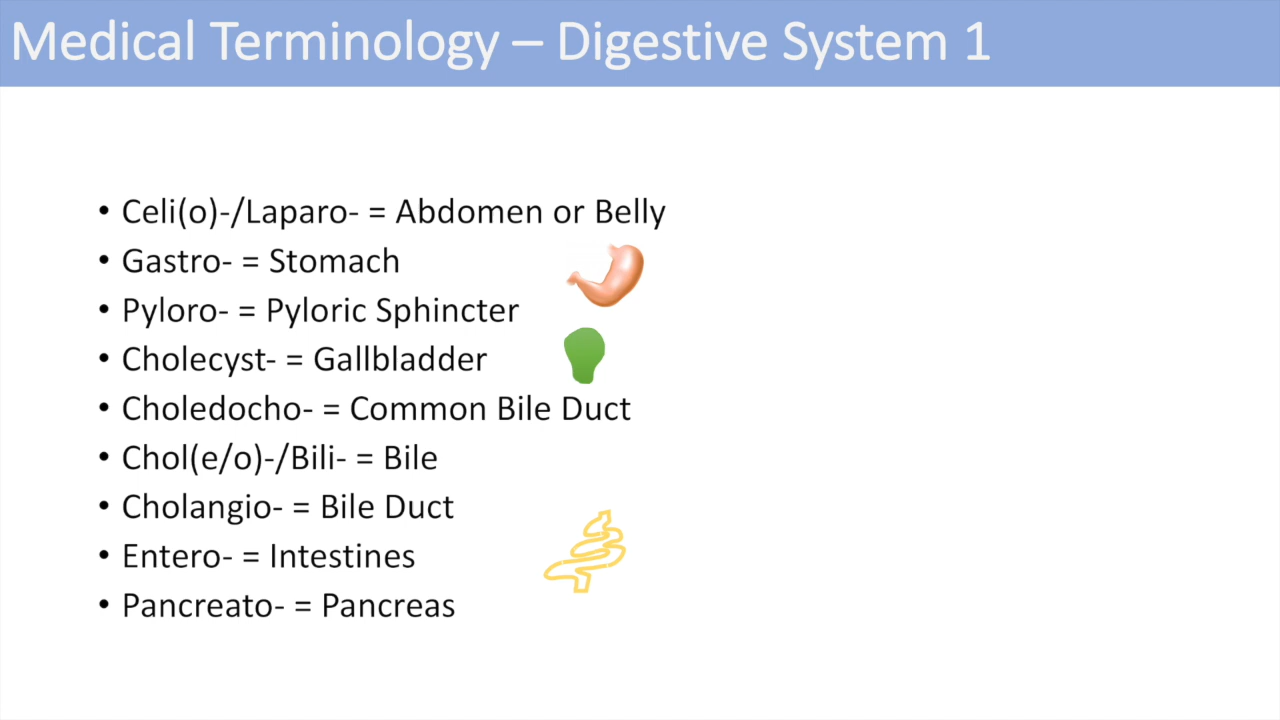 Medical Terminology – Digestive System 1
• Celi(o)-/Laparo- = Abdomen or Belly
• Gastro- = Stomach
• Pyloro- = Pyloric Sphincter
• Cholecyst- = Gallbladder
• Choledocho- = Common Bile Duct
• Chol(e/o)-/Bili- = Bile
• Cholangio- = Bile Duct
• Entero- = Intestines
• Pancreato- = Pancreas